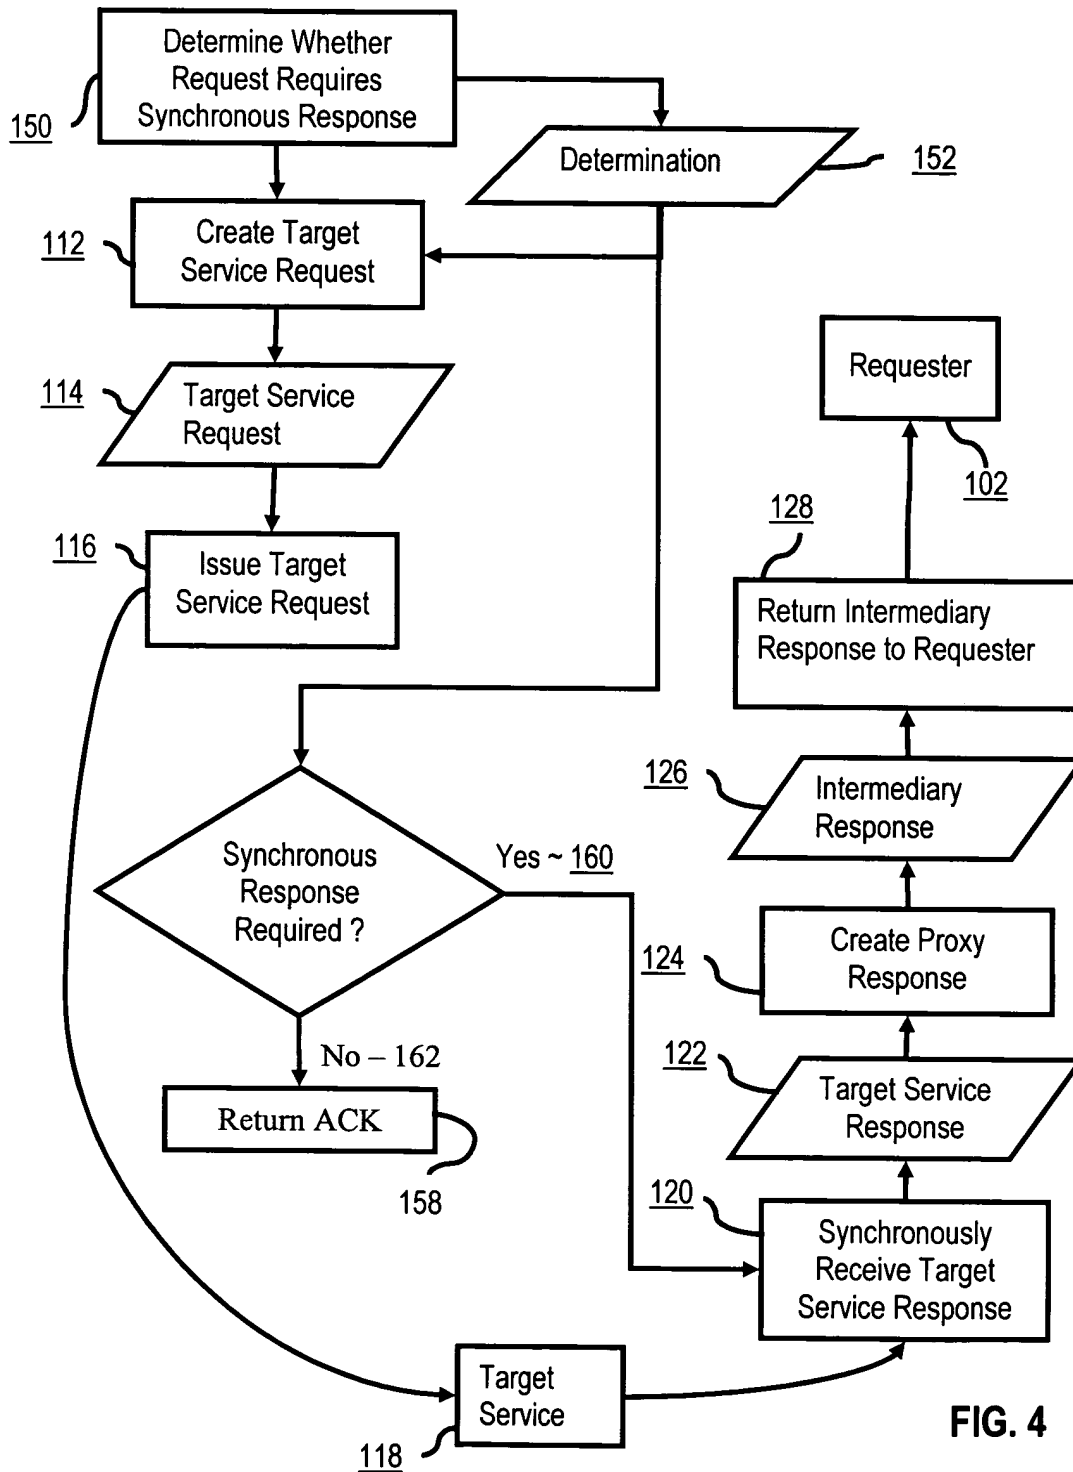 Determine Whether
Request Requires
Synchronous Response
150
Determination
152
Create Target
Service Request
112
Target Service
Request
114
Issue Target
Service Request
116
Requester
102
128
Return Intermediary
Response to Requester
126
Intermediary
Response
Synchronous
Response
Required ?
Yes ~ 160
No – 162
Return ACK
158
124
Create Proxy
Response
122
Target Service
Response
120
Synchronously
Receive Target
Service Response
Target
Service
118
FIG. 4